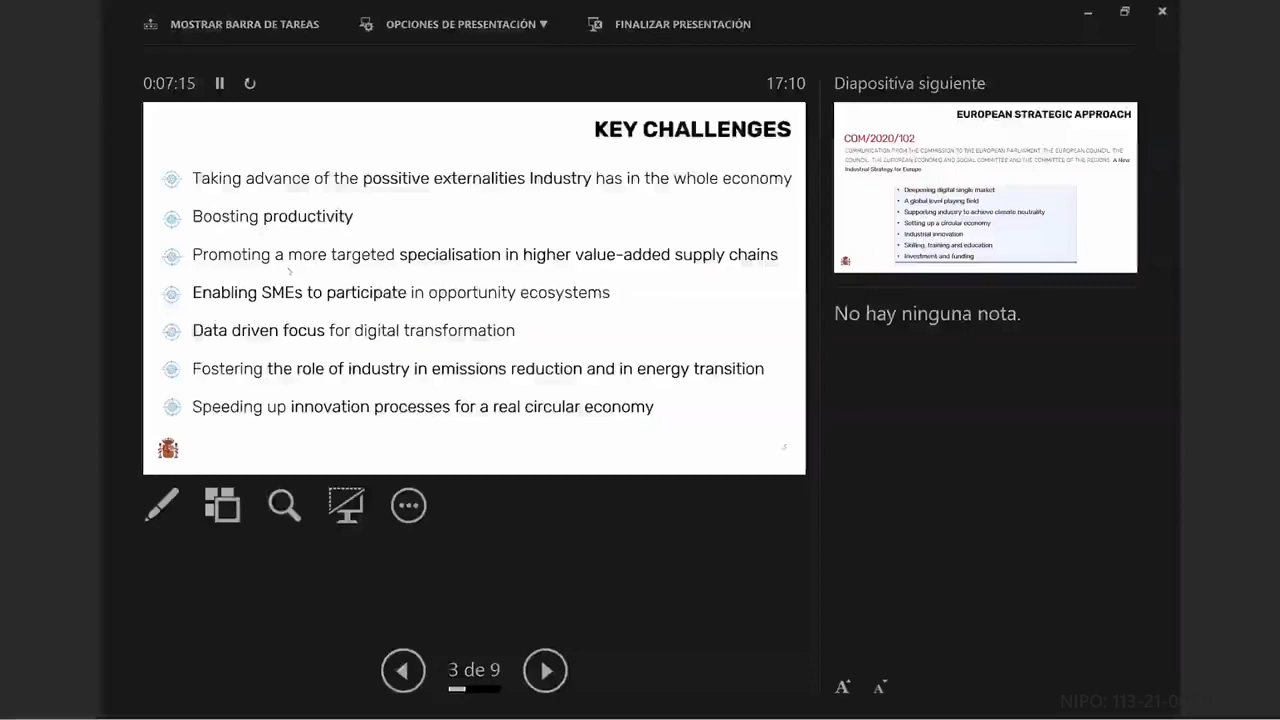 MOSTRAR BARRA DE TAREAS
OPCIONES DE PRESENTACIÓN ▼
FINALIZAR PRESENTACIÓN
0:07:15
17:10
KEY CHALLENGES
Taking advance of the positive externalities Industry has in the whole economy
Boosting productivity
Promoting a more targeted specialisation in higher value-added supply chains
Enabling SMEs to participate in opportunity ecosystems
Data driven focus for digital transformation
Fostering the role of industry in emissions reduction and in energy transition
Speeding up innovation processes for a real circular economy
3 de 9
Diapositiva siguiente
EUROPEAN STRATEGIC APPROACH
COM/2020/102
COMMUNICATION FROM THE COMMISSION TO THE EUROPEAN PARLIAMENT, THE EUROPEAN COUNCIL, THE
COUNCIL, THE EUROPEAN ECONOMIC AND SOCIAL COMMITTEE AND THE COMMITTEE OF THE REGIONS A New
Industrial Strategy for Europe
• Deepening digital single market
• A global level playing field
• Supporting industry to achieve climate neutrality
• Setting up a circular economy
• Industrial innovation
• Skilling, training and education
• Investment and funding
No hay ninguna nota.
A A
NIPO: 113-21-0